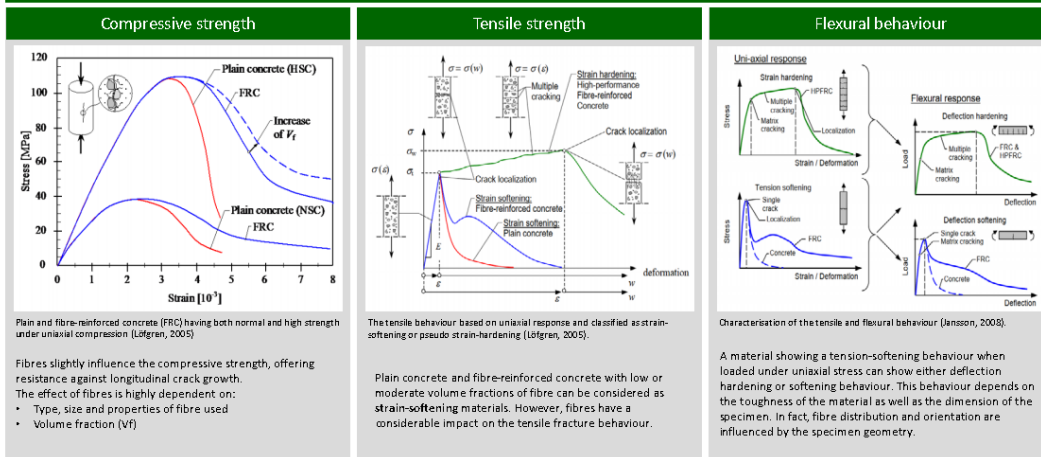 Compressive strength
120
100
80
60
40
20
0
Stress [MPa]
Plain concrete (HSC)
FRC
Increase
of Vf
Plain concrete (NSC)
FRC
0 1 2 3 4 5 6 7 8
Strain [10-3]
Plain and fibre-reinforced concrete (FRC) having both normal and high strength
under uniaxial compression (Löfgren, 2005)
Fibres slightly influence the compressive strength, offering
resistance against longitudinal crack growth.
The effect of fibres is highly dependent on:
• Type, size and properties of fibre used
• Volume fraction (Vf)
Tensile strength
σ = σ(w)
σ = σ(ε)
Multiple
cracking
Strain hardening:
High-performance
Fibre-reinforced
Concrete
σ
Crack localization
σ = σ(w)
σ(ε)
Crack localization
Strain softening:
Fibre-reinforced concrete
Strain softening:
Plain concrete
E
deformation
ε w
ε w
The tensile behaviour based on uniaxial response and classified as strain-
softening or pseudo strain-hardening (Löfgren, 2005).
Plain concrete and fibre-reinforced concrete with low or
moderate volume fractions of fibre can be considered as
strain-softening materials. However, fibres have a
considerable impact on the tensile fracture behaviour.
Flexural behaviour
Uni-axial response
Strain hardening
HPFRC
Multiple
cracking
Matrix
cracking
Localization
Stress
Strain / Deformation
Tension softening
Single
crack
Localization
FRC
Concrete
Stress
Strain / Deformation
Flexural response
Deflection hardening
Multiple
cracking
FRC &
HPFRC
Matrix
cracking
Load
Deflection
Deflection softening
Single crack
Matrix cracking
FRC
Concrete
Load
Deflection
Characterisation of the tensile and flexural behaviour (Jansson, 2008).
A material showing a tension-softening behaviour when
loaded under uniaxial stress can show either deflection
hardening or softening behaviour. This behaviour depends on
the toughness of the material as well as the dimension of the
specimen. In fact, fibre distribution and orientation are
influenced by the specimen geometry.